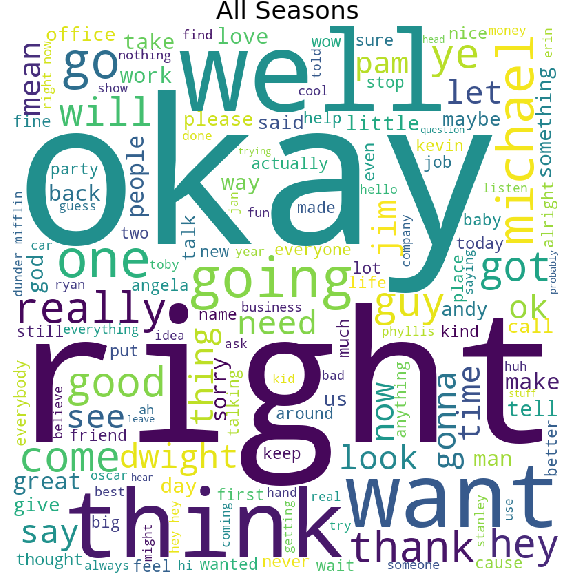 All Seasons
mean
right now
office
find
take
love
wow
sure
nice
money
head
erin
nothing
show
go
well
told
cool
pam
stop
ye
let
michael
something
work
fine
will
please
done
said
help
little
maybe
question
okay
party
back
guess
people
actually
trying
even
kevin
job
way
jan
fun
made
hello
listen
baby
alright
dunder mifflin
god
car
two
talk
new
year
everyone
jim
company
today
place
saying
probably
one
toby
going
lot
life
guy
got
ryan
angela
andy
ok
really
name
business
call
still
everything
idea
thing
need
much
phyllis
kind
huh
right
put
sorry
ask
us
now
anything
gonna
time
make
everybody
good
see
believe
ah
leave
friend
talking
kid
bad
around
stuff
tell
better
come
dwight
keep
look
man
great
oscar
hear
day
first
hand
real
want
give
best
big
might
hey hey
coming
think
getting
try
thank
stanley
use
hey
say
thought
always
feel
hi
wanted
never
wait
someone
cause